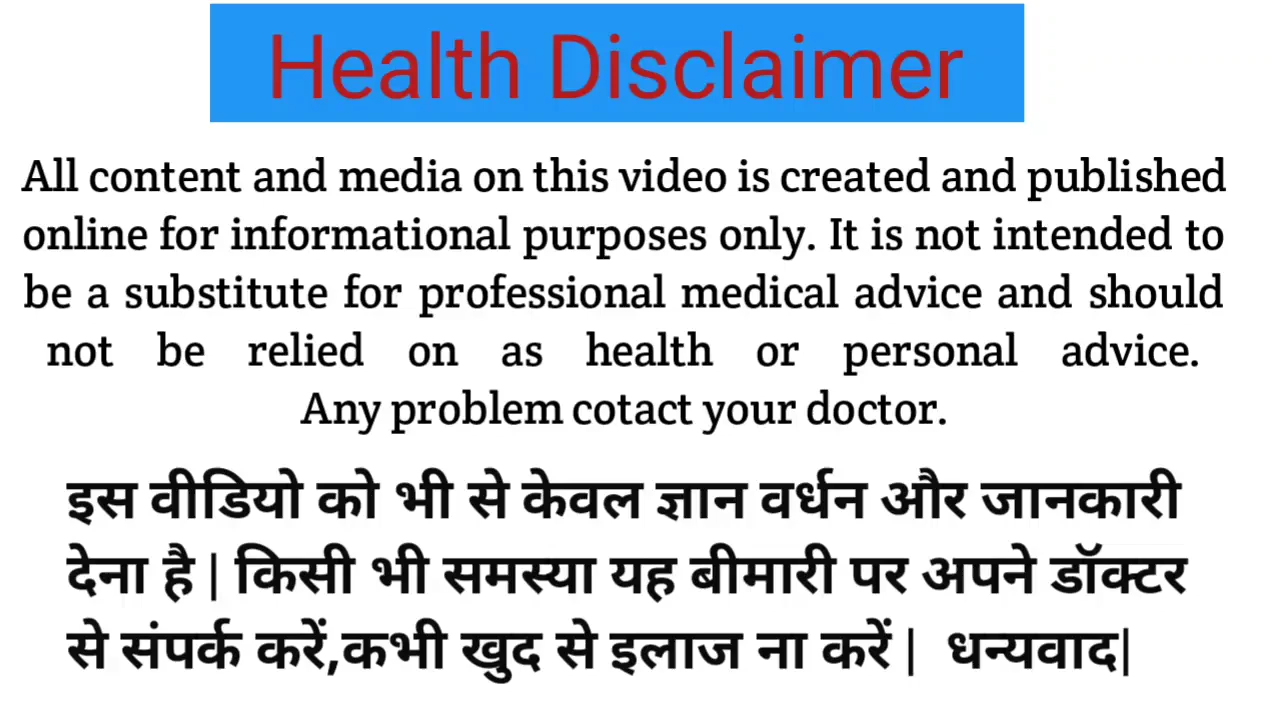 Health Disclaimer
All content and media on this video is created and published
online for informational purposes only. It is not intended to
be a substitute for professional medical advice and should
not be relied on as health or personal advice.
Any problem cotact your doctor.
इस वीडियो को भी से केवल ज्ञान वर्धन और जानकारी
देना है | किसी भी समस्या यह बीमारी पर अपने डॉक्टर
से संपर्क करें,कभी खुद से इलाज ना करें | धन्यवाद|